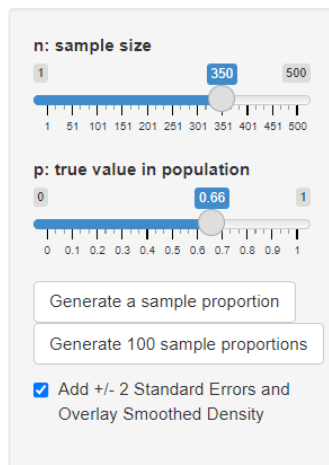 n: sample size
1 350 500
1 51 101 151 201 251 301 351 401 451 500
p: true value in population
0 0.66 1
0 0.1 0.2 0.3 0.4 0.5 0.6 0.7 0.8 0.9 1
Generate a sample proportion
Generate 100 sample proportions
Add +/- 2 Standard Errors and
Overlay Smoothed Density